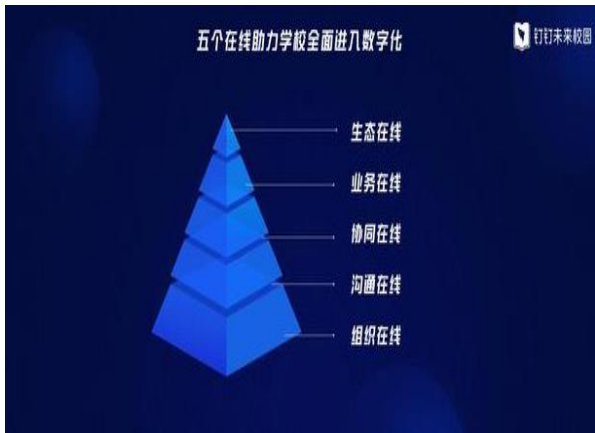 五个在线助力学校全面进入数字化
钉钉未来校园
生态在线
业务在线
协同在线
沟通在线
组织在线